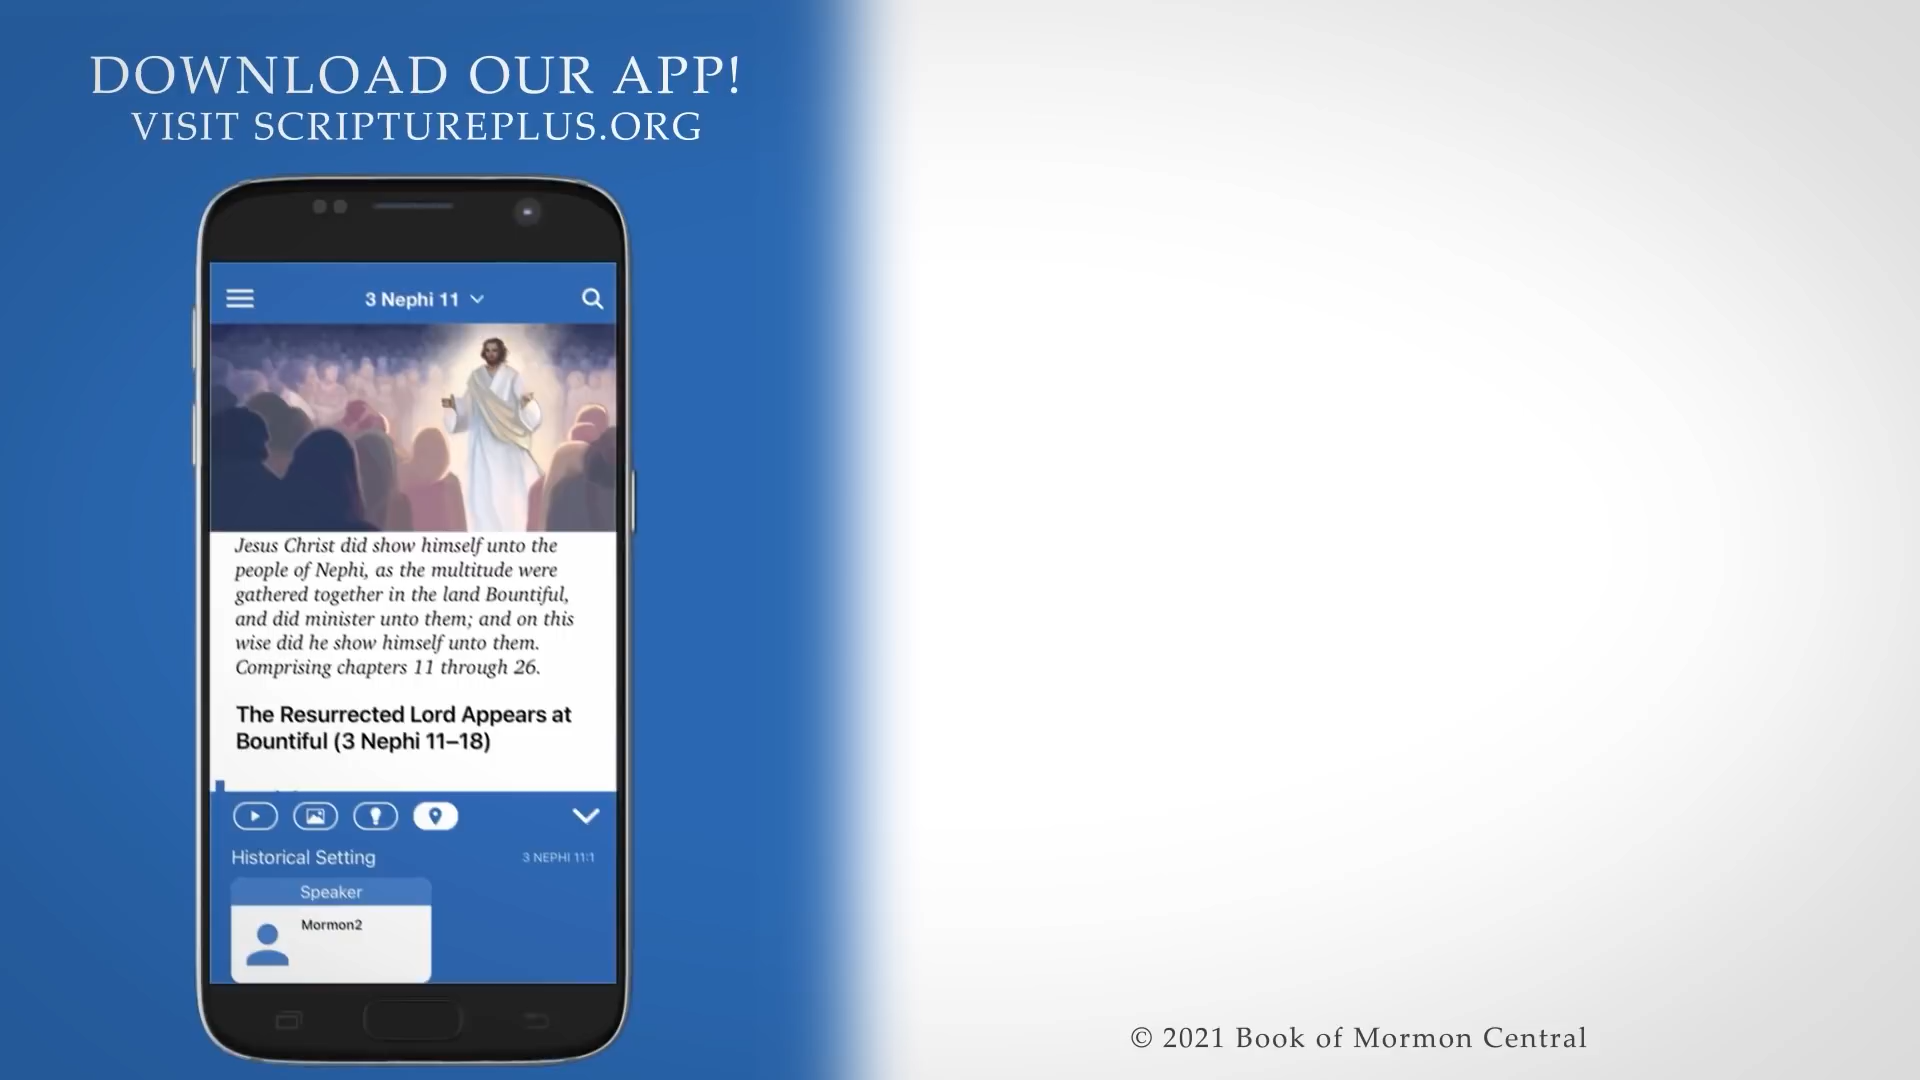 DOWNLOAD OUR APP!
VISIT SCRIPTUREPLUS.ORG
3 Nephi 11
Jesus Christ did show himself unto the
people of Nephi, as the multitude were
gathered together in the land Bountiful,
and did minister unto them; and on this
wise did he show himself unto them.
Comprising chapters 11 through 26.
The Resurrected Lord Appears at
Bountiful (3 Nephi 11–18)
Historical Setting
3 NEPHI 11:1
Speaker
Mormon2
© 2021 Book of Mormon Central